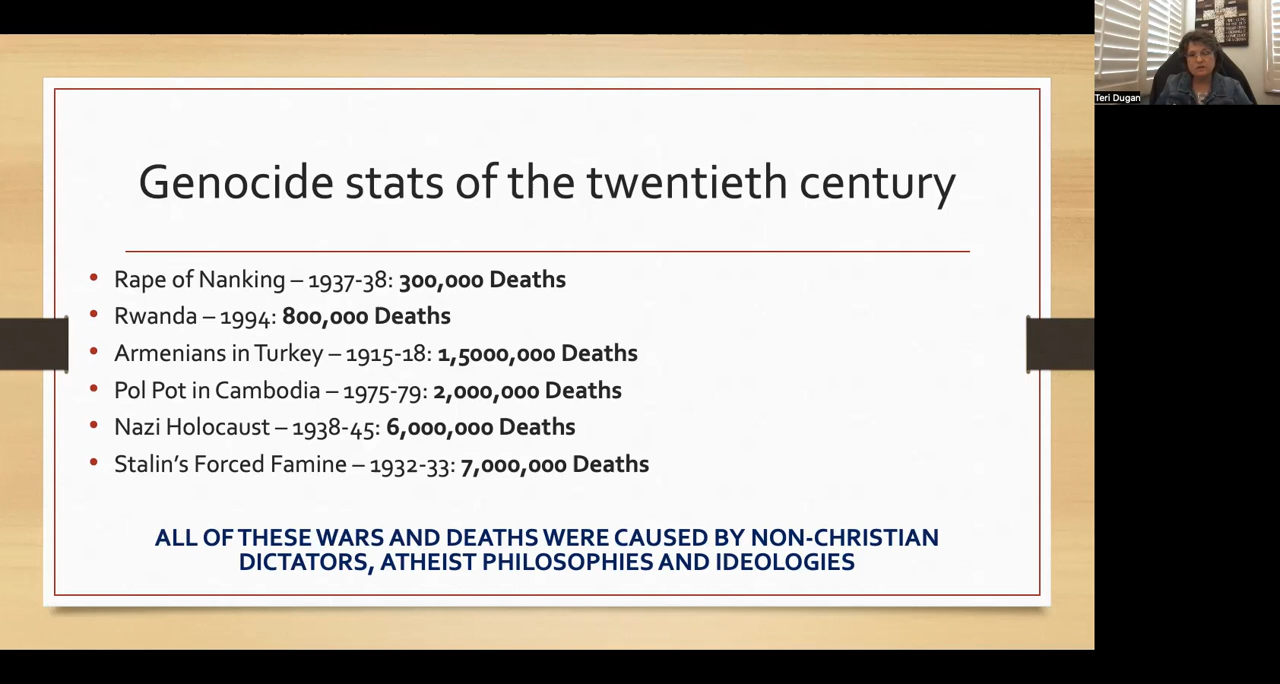 Teri Dugan
Genocide stats of the twentieth century
• Rape of Nanking – 1937-38: 300,000 Deaths
• Rwanda – 1994: 800,000 Deaths
• Armenians in Turkey – 1915-18: 1,5000,000 Deaths
• Pol Pot in Cambodia – 1975-79: 2,000,000 Deaths
• Nazi Holocaust – 1938-45: 6,000,000 Deaths
• Stalin's Forced Famine – 1932-33: 7,000,000 Deaths
ALL OF THESE WARS AND DEATHS WERE CAUSED BY NON-CHRISTIAN
DICTATORS, ATHEIST PHILOSOPHIES AND IDEOLOGIES